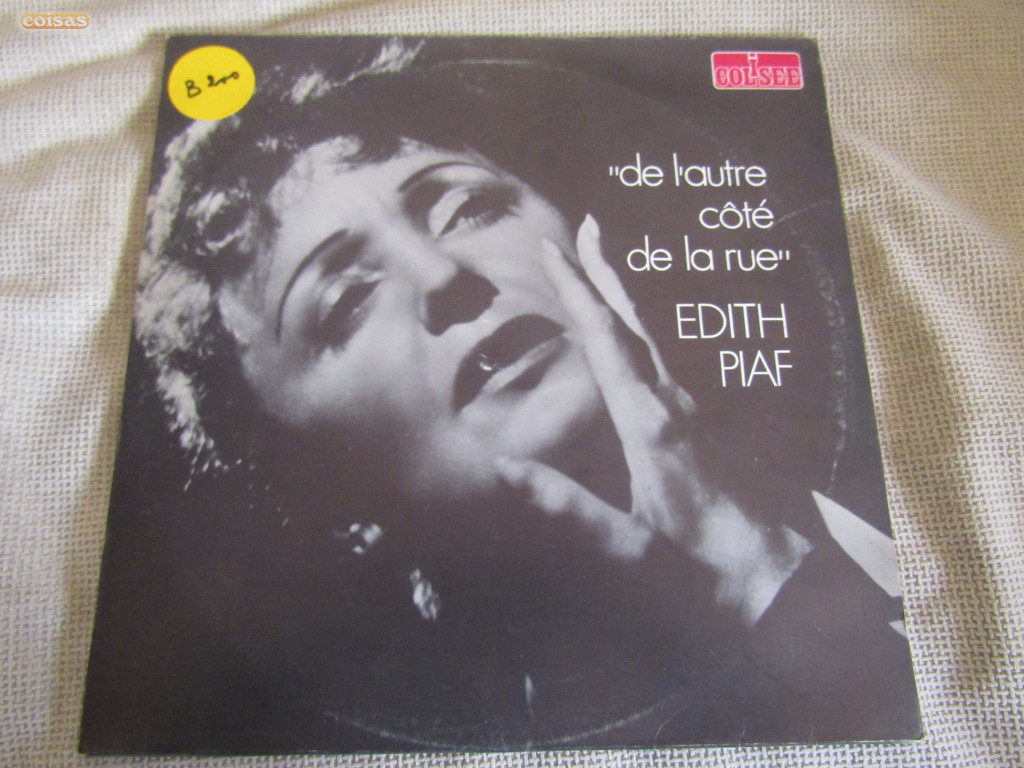 coisas
B 200
COLiSEE
"de l'autre
côté
de la rue"
EDITH
PIAF